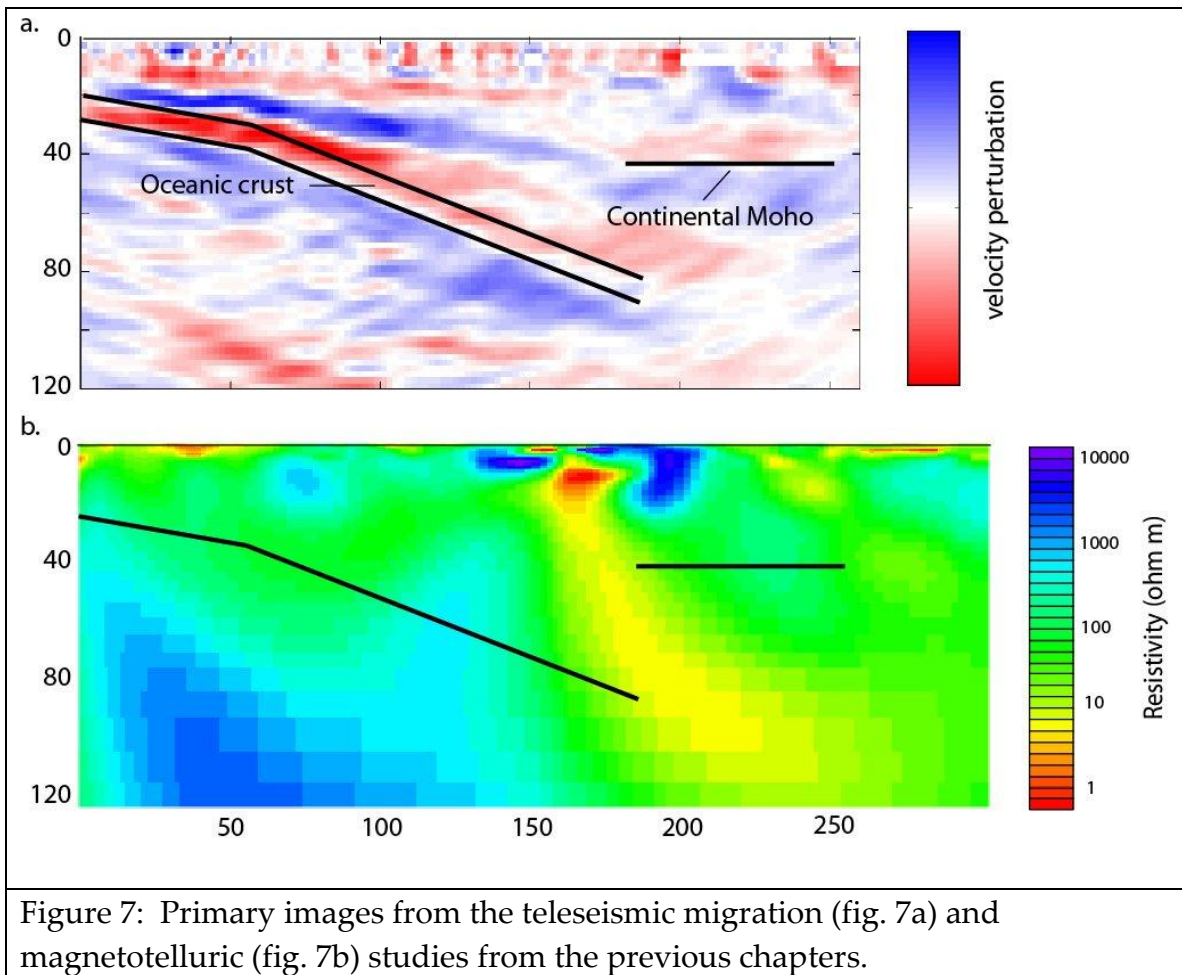 a.
0
40
80
120
Oceanic crust
Continental Moho
velocity perturbation
b.
0
40
80
120
50
100
150
200
250
10000
1000
100
10
1
Resistivity (ohm m)
Figure 7: Primary images from the teleseismic migration (fig. 7a) and
magnetotelluric (fig. 7b) studies from the previous chapters.